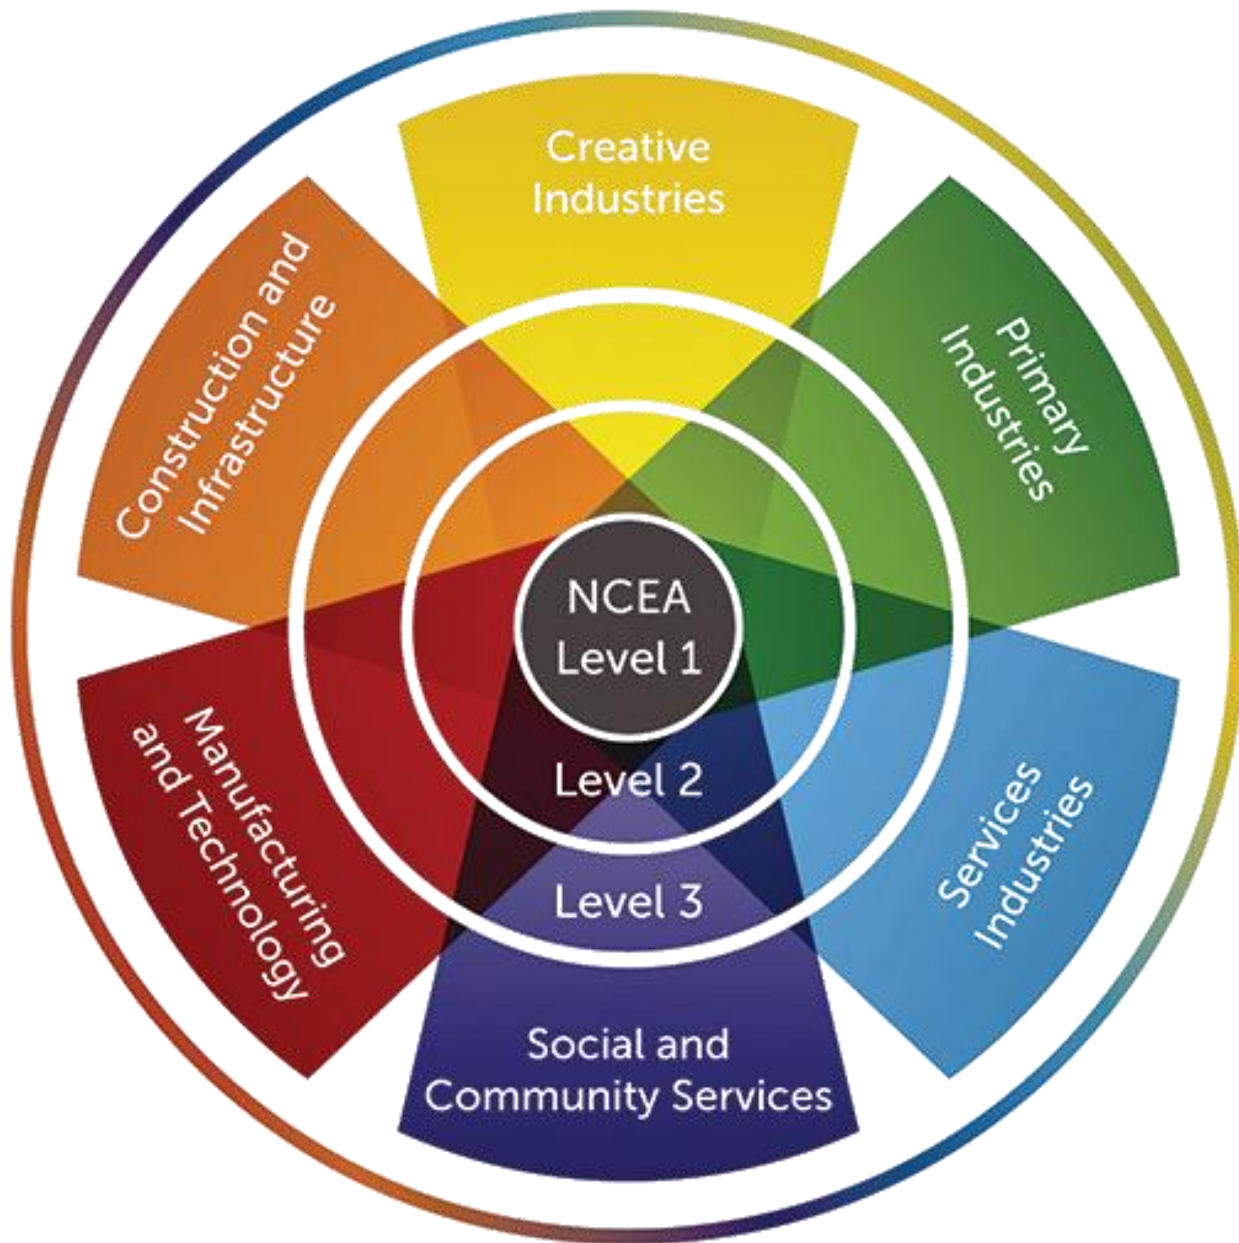 Creative
Industries
Primary
Industries
Services
Industries
Social and
Community Services
Manufacturing
and Technology
Construction and
Infrastructure
NCEA
Level 1
Level 2
Level 3